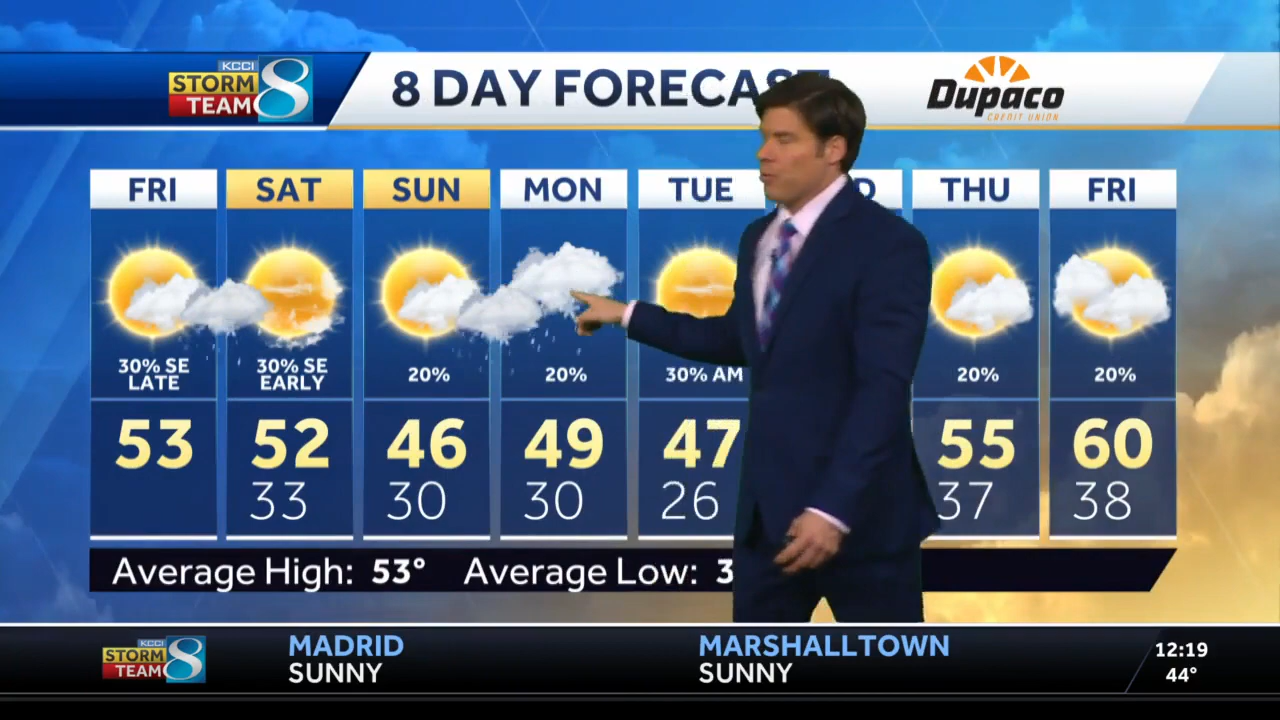 KCCI
STORM
TEAM 8
8 DAY FORECAST
Dupaco
CREDIT UNION
FRI SAT SUN MON TUE THU FRI
30% SE
LATE
30% SE
EARLY
20%
20%
30% AM
20%
20%
53 52 46 49 47 55 60
33 30 30 26 37 38
Average High: 53° Average Low:
KCCI
STORM
TEAM 8
MADRID
SUNNY
MARSHALLTOWN
SUNNY
12:19
44°